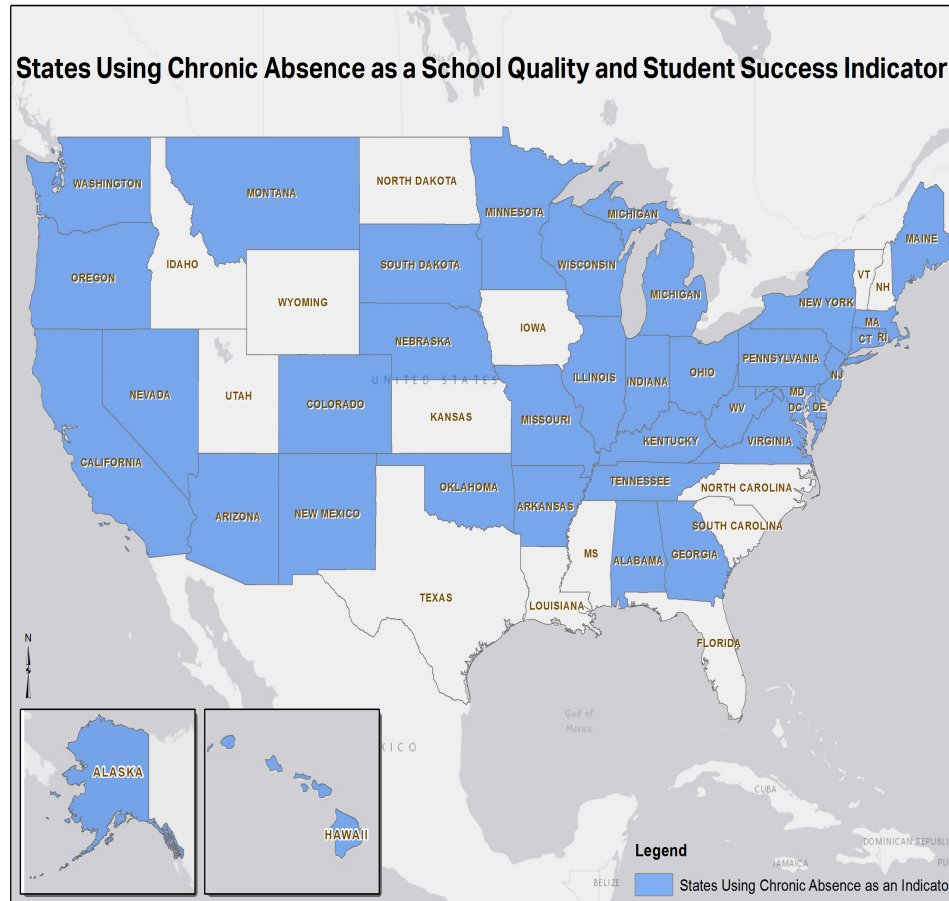 States Using Chronic Absence as a School Quality and Student Success Indicator
WASHINGTON
MONTANA
NORTH DAKOTA
MINNESOTA
MICHIGAN
MAINE
OREGON
IDAHO
SOUTH DAKOTA
WISCONSIN
VT
NH
WYOMING
MICHIGAN
NEW YORK
IOWA
MA
CT
RI
NEBRASKA
PENNSYLVANIA
NEVADA
UTAH
COLORADO
UNITED STATES
ILLINOIS
INDIANA
OHIO
NJ
MD
DC
DE
KANSAS
MISSOURI
WV
KENTUCKY
VIRGINIA
CALIFORNIA
TENNESSEE
NORTH CAROLINA
ARIZONA
NEW MEXICO
OKLAHOMA
ARKANSAS
SOUTH CAROLINA
MS
ALABAMA
GEORGIA
TEXAS
LOUISIANA
FLORIDA
N
Gulf of
Mexico
XICO
ALASKA
HAWAII
CUBA
DOMINICAN REPUBLI
JAMAICA
PU
BELIZE
Legend
States Using Chronic Absence as an Indicato